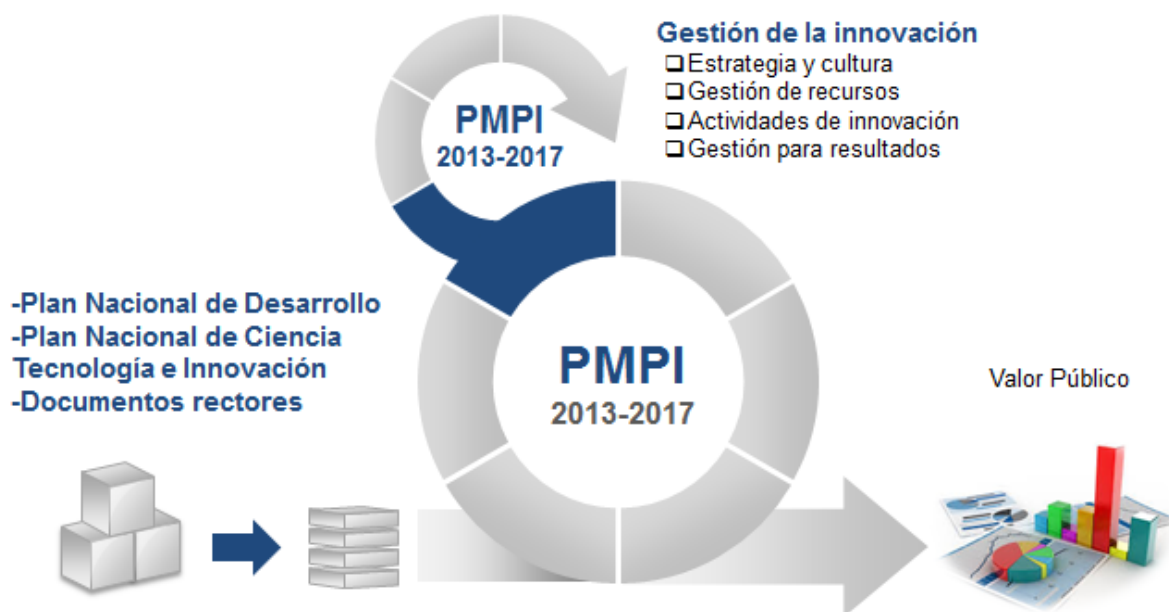 Gestión de la innovación
❑Estrategia y cultura
❑Gestión de recursos
❑Actividades de innovación
❑Gestión para resultados
PMPI
2013-2017
-Plan Nacional de Desarrollo
-Plan Nacional de Ciencia
Tecnología e Innovación
-Documentos rectores
PMPI
2013-2017
Valor Público